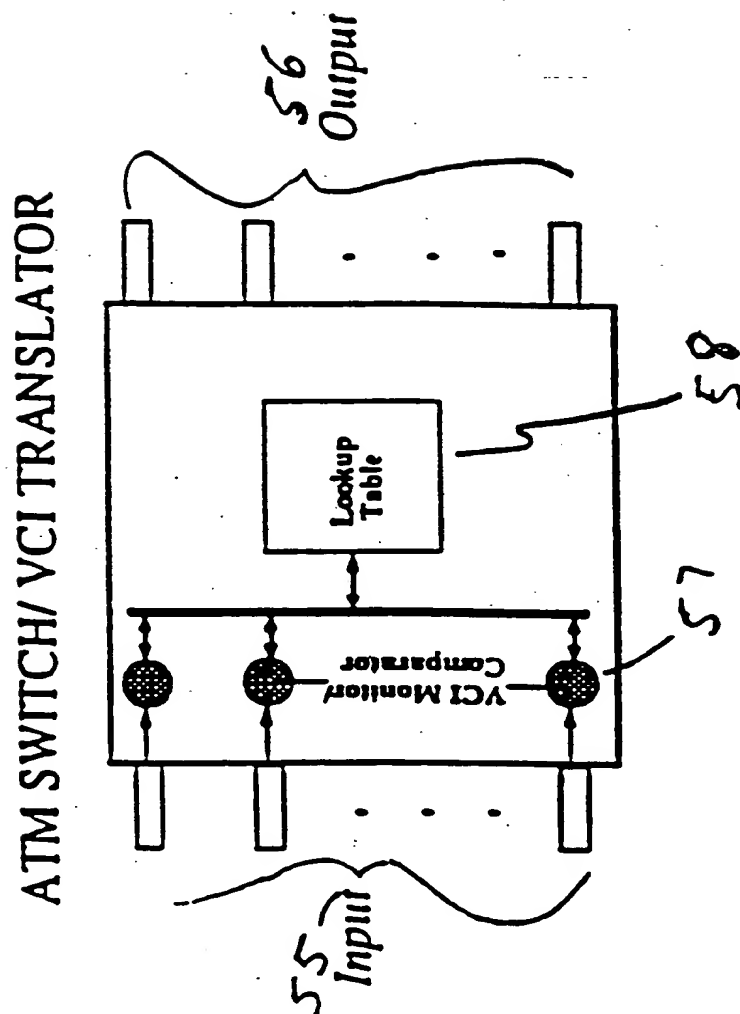 ATM SWITCH/ VCI TRANSLATOR
55
Input
56
Output
VCI Monitor/
Comparator
Lookup
Table
57
58